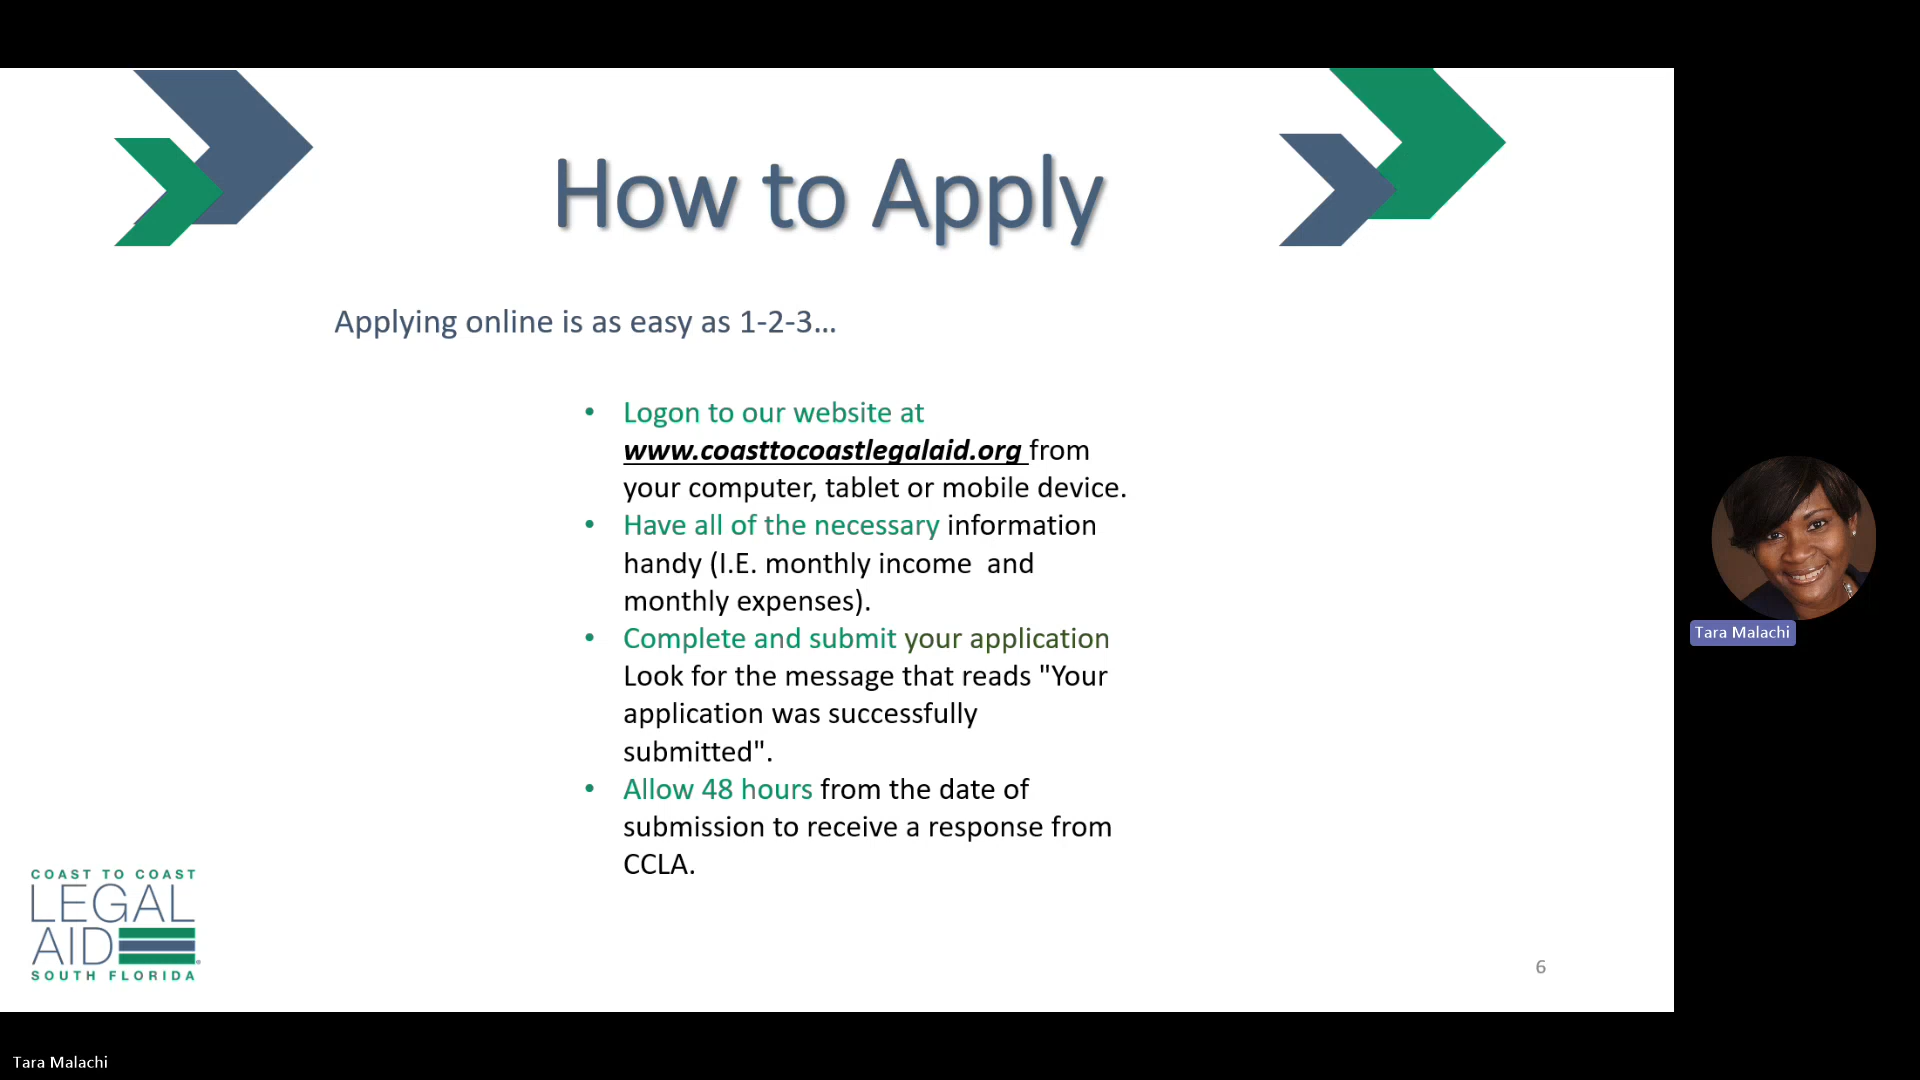 How to Apply
Applying online is as easy as 1-2-3...
• Logon to our website at
www.coasttocoastlegalaid.org from
your computer, tablet or mobile device.
• Have all of the necessary information
handy (I.E. monthly income  and
monthly expenses).
• Complete and submit your application
Look for the message that reads "Your
application was successfully
submitted".
• Allow 48 hours from the date of
submission to receive a response from
CCLA.
COAST TO COAST
LEGAL
AID
SOUTH FLORIDA
6
Tara Malachi
Tara Malachi